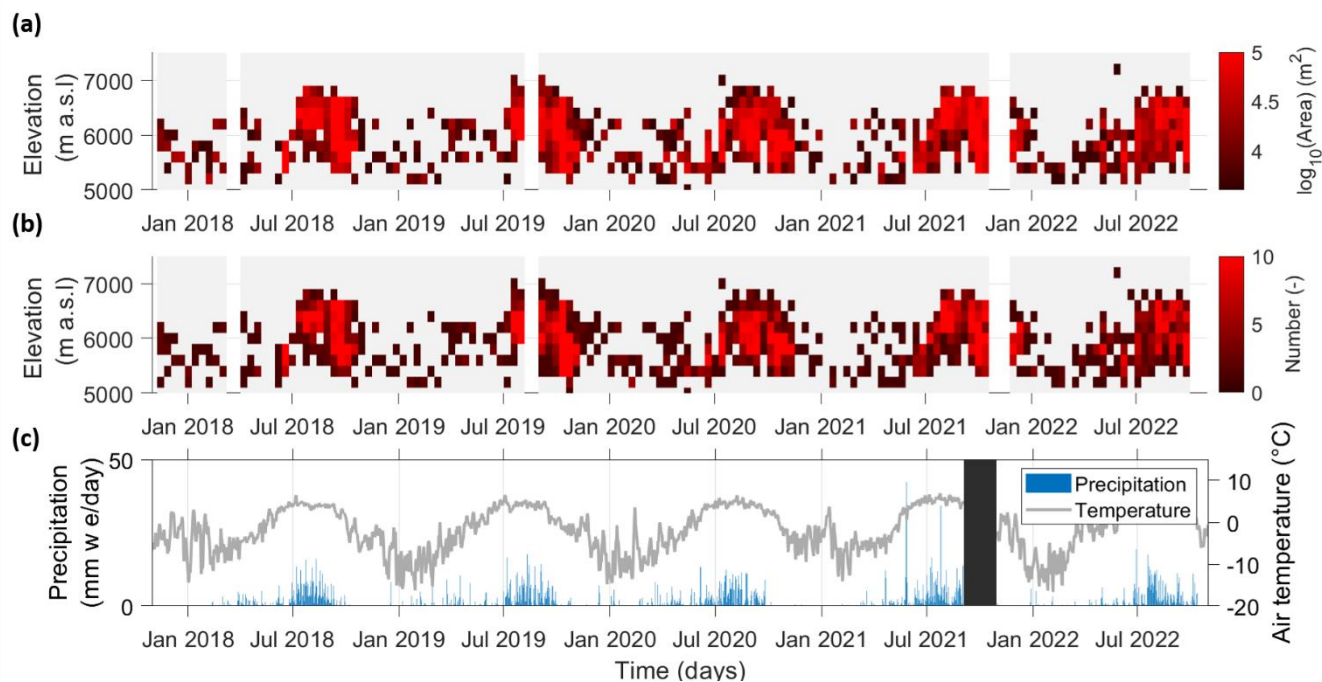 (a)
Elevation
(m a.s.l)
7000
6000
5000
Jan 2018 Jul 2018 Jan 2019 Jul 2019 Jan 2020 Jul 2020 Jan 2021 Jul 2021 Jan 2022 Jul 2022
5
4.5
4
log10(Area) (m²)
(b)
Elevation
(m a.s.l)
7000
6000
5000
Jan 2018 Jul 2018 Jan 2019 Jul 2019 Jan 2020 Jul 2020 Jan 2021 Jul 2021 Jan 2022 Jul 2022
10
5
0
Number (-)
(c)
Precipitation
(mm w e/day)
50
0
Precipitation
Temperature
10
0
-10
-20
Air temperature (°C)
Jan 2018 Jul 2018 Jan 2019 Jul 2019 Jan 2020 Jul 2020 Jan 2021 Jul 2021 Jan 2022 Jul 2022
Time (days)